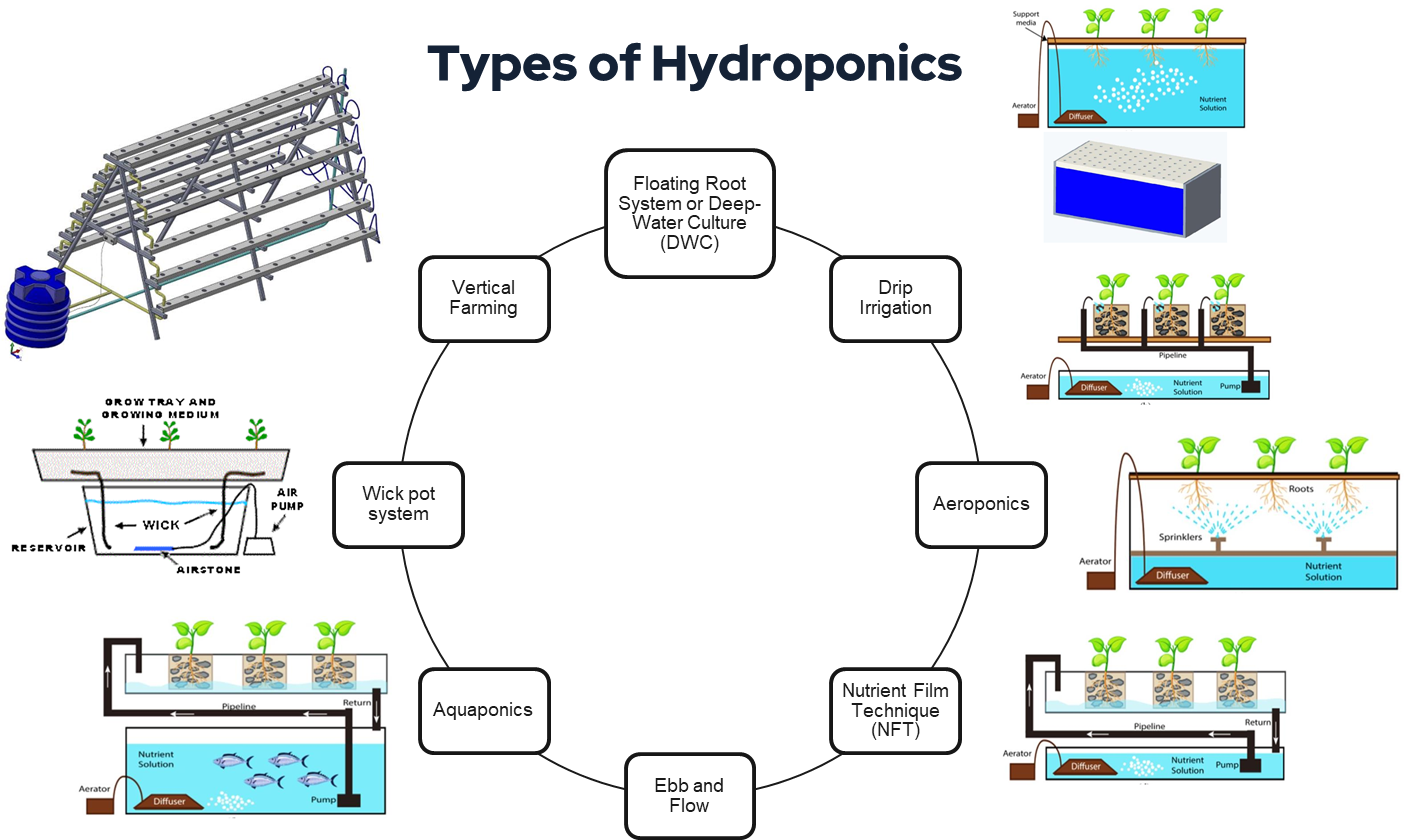 Types of Hydroponics
Support
media
Aerator
Diffuser
Nutrient
Solution
Floating Root
System or Deep-
Water Culture
(DWC)
Vertical
Farming
Drip
Irrigation
Pipeline
Aerator
Diffuser
Nutrient
Solution
Pump
GROW TRAY AND
GROWING MEDIUM
AIR
PUMP
WICK
RESERVOIR
AIRSTONE
Wick pot
system
Aeroponics
Roots
Sprinklers
Aerator
Diffuser
Nutrient
Solution
Pipeline
Return
Nutrient
Solution
Aerator
Diffuser
Pump
Aquaponics
Nutrient Film
Technique
(NFT)
Return
Pipeline
Aerator
Diffuser
Nutrient
Solution
Pump
Ebb and
Flow